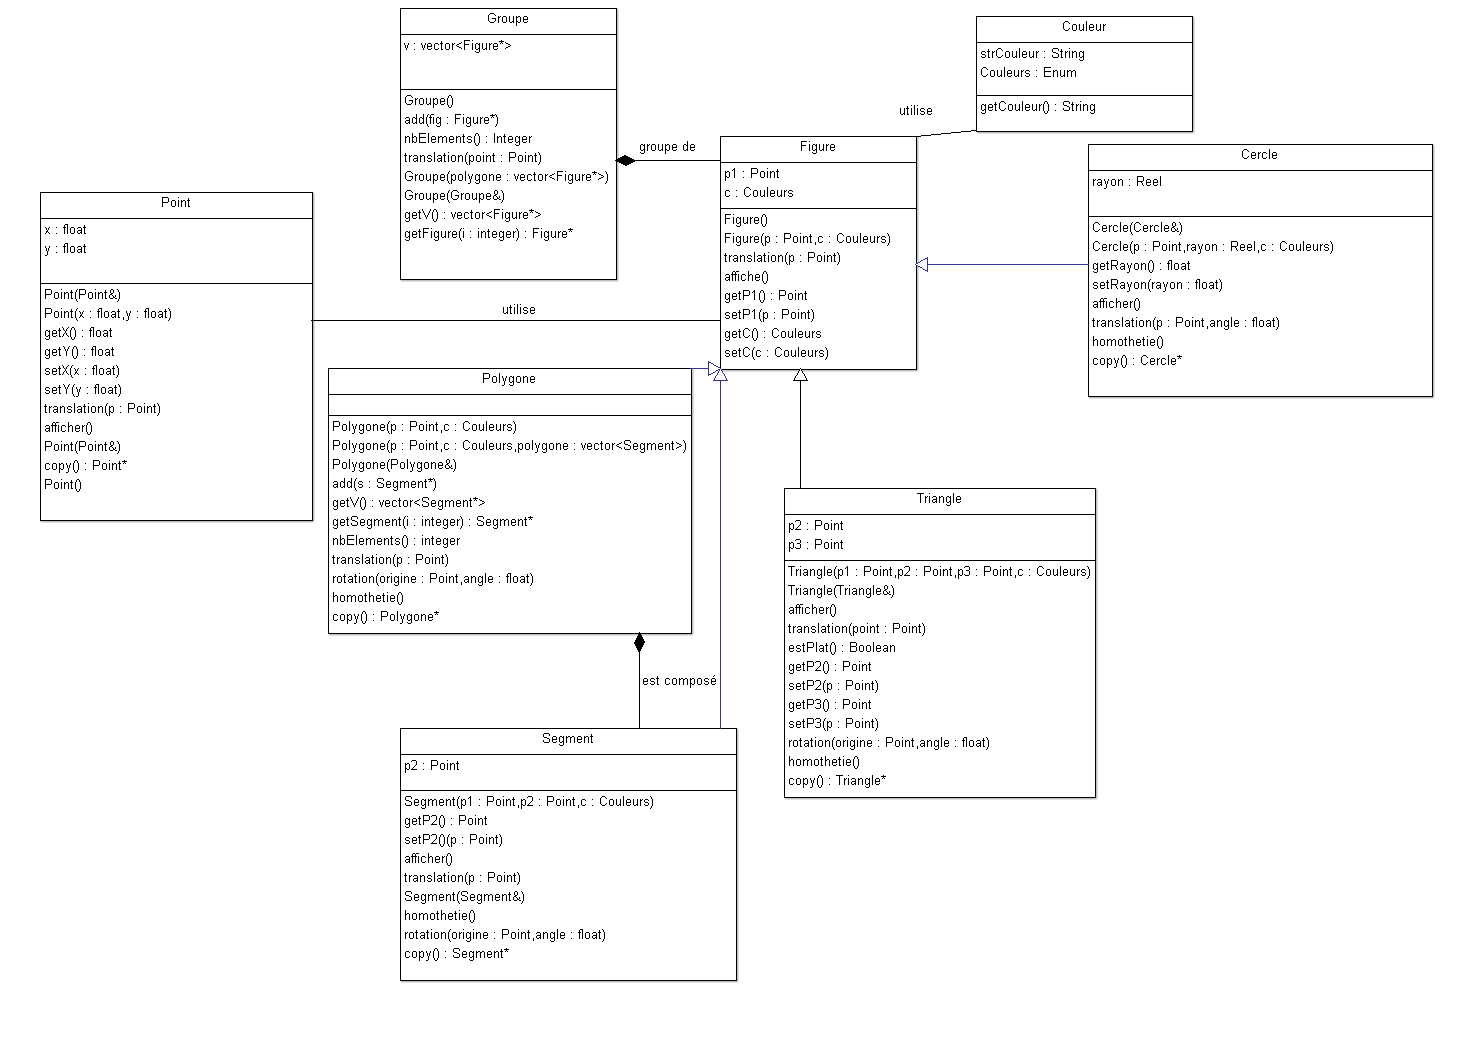 Groupe
v : vector<Figure*>
Groupe()
add(fig : Figure*)
nbElements() : Integer
translation(point : Point)
Groupe(polygone : vector<Figure*>)
Groupe(Groupe&)
getV() : vector<Figure*>
getFigure(i : integer) : Figure*
Couleur
strCouleur : String
Couleurs : Enum
getCouleur() : String
utilise
groupe de
Figure
p1 : Point
c : Couleurs
Figure()
Figure(p : Point,c : Couleurs)
translation(p : Point)
affiche()
getP1() : Point
setP1(p : Point)
getC() : Couleurs
setC(c : Couleurs)
Cercle
rayon : Reel
Cercle(Cercle&)
Cercle(p : Point,rayon : Reel,c : Couleurs)
getRayon() : float
setRayon(rayon : float)
afficher()
translation(p : Point,angle : float)
homothetie()
copy() : Cercle*
Point
x : float
y : float
Point(Point&)
Point(x : float,y : float)
getX() : float
getY() : float
setX(x : float)
setY(y : float)
translation(p : Point)
afficher()
Point(Point&)
copy() : Point*
Point()
utilise
Polygone
Polygone(p : Point,c : Couleurs)
Polygone(p : Point,c : Couleurs,polygone : vector<Segment>)
Polygone(Polygone&)
add(s : Segment*)
getV() : vector<Segment*>
getSegment(i : integer) : Segment*
nbElements() : integer
translation(p : Point)
rotation(origine : Point,angle : float)
homothetie()
copy() : Polygone*
est composé
Triangle
p2 : Point
p3 : Point
Triangle(p1 : Point,p2 : Point,p3 : Point,c : Couleurs)
Triangle(Triangle&)
afficher()
translation(point : Point)
estPlat() : Boolean
getP2() : Point
setP2(p : Point)
getP3() : Point
setP3(p : Point)
rotation(origine : Point,angle : float)
homothetie()
copy() : Triangle*
Segment
p2 : Point
Segment(p1 : Point,p2 : Point,c : Couleurs)
getP2() : Point
setP2()(p : Point)
afficher()
translation(p : Point)
Segment(Segment&)
homothetie()
rotation(origine : Point,angle : float)
copy() : Segment*